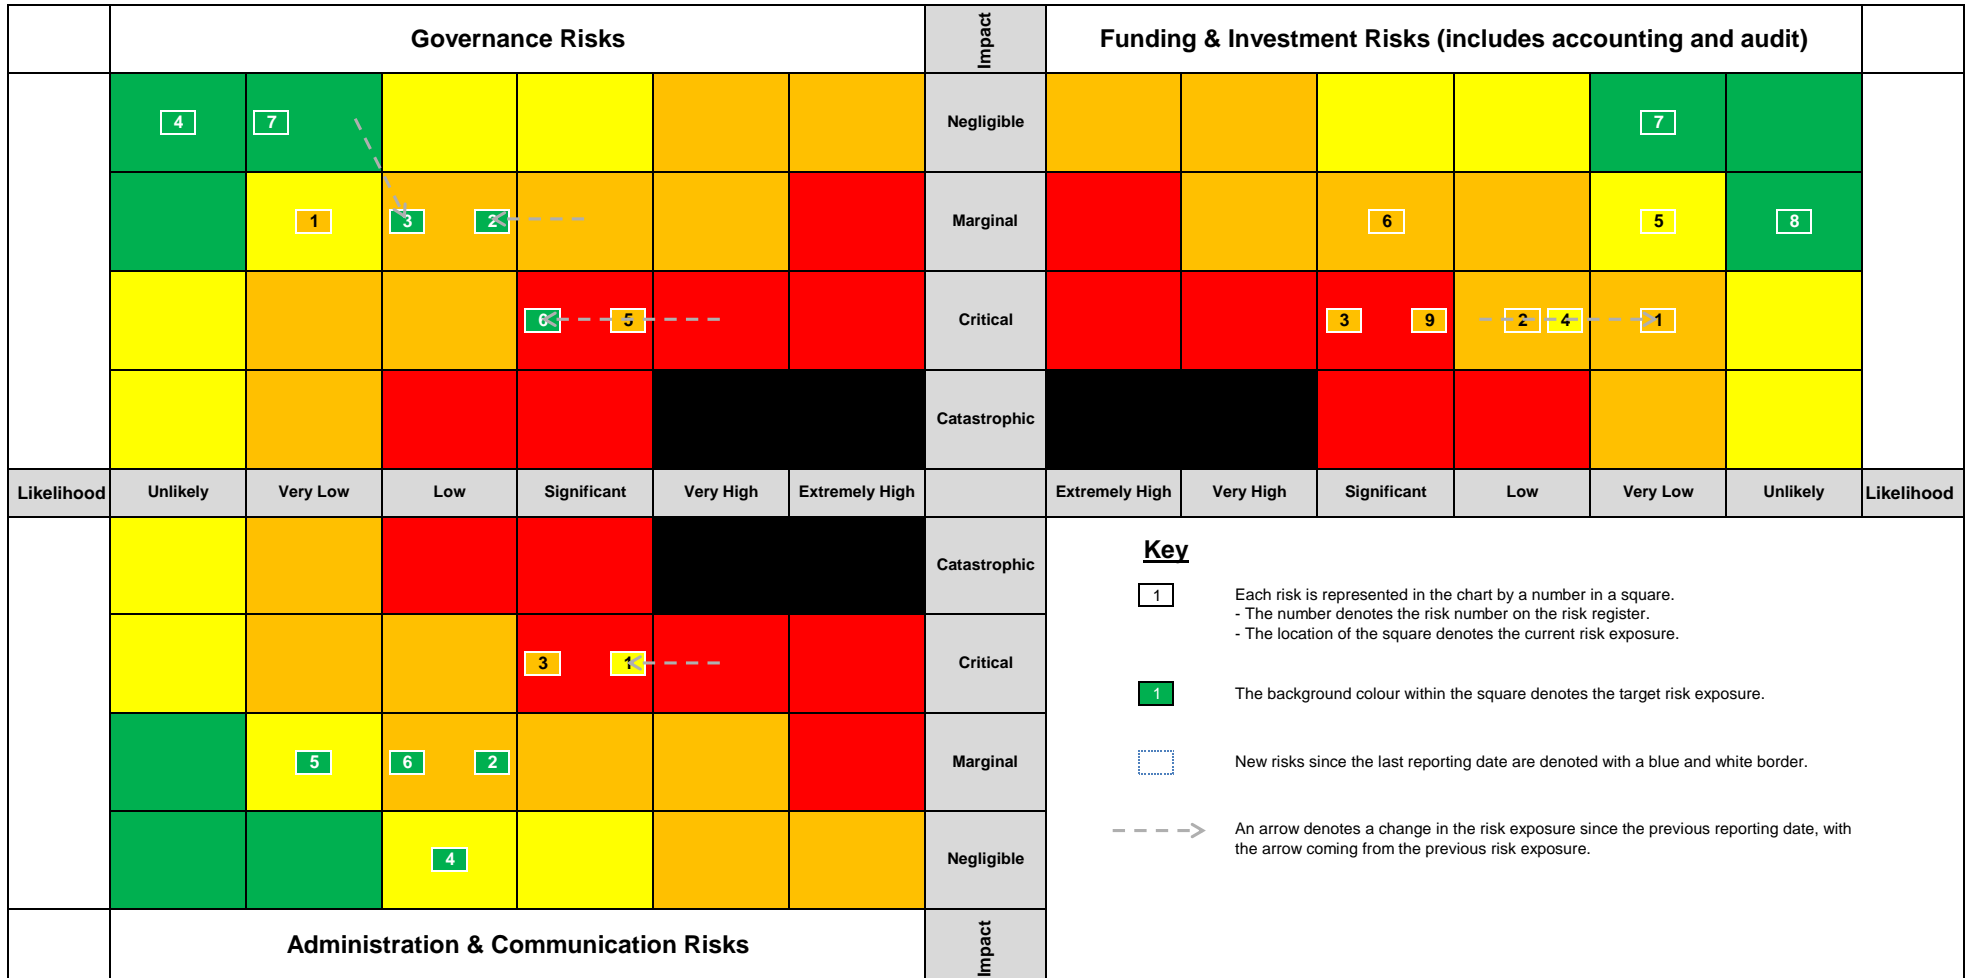 Governance Risks
Impact
Funding & Investment Risks (includes accounting and audit)
4 7 Negligible 7
1 3 2 Marginal 6 5 8
6 5 Critical 3 9 2 4 1
Catastrophic
Likelihood Unlikely Very Low Low Significant Very High Extremely High Extremely High Very High Significant Low Very Low Unlikely Likelihood
Catastrophic
3 1 Critical
5 6 2 Marginal
4 Negligible
Administration & Communication Risks
Impact
Key
1 Each risk is represented in the chart by a number in a square.
- The number denotes the risk number on the risk register.
- The location of the square denotes the current risk exposure.
1 The background colour within the square denotes the target risk exposure.
New risks since the last reporting date are denoted with a blue and white border.
An arrow denotes a change in the risk exposure since the previous reporting date, with
the arrow coming from the previous risk exposure.